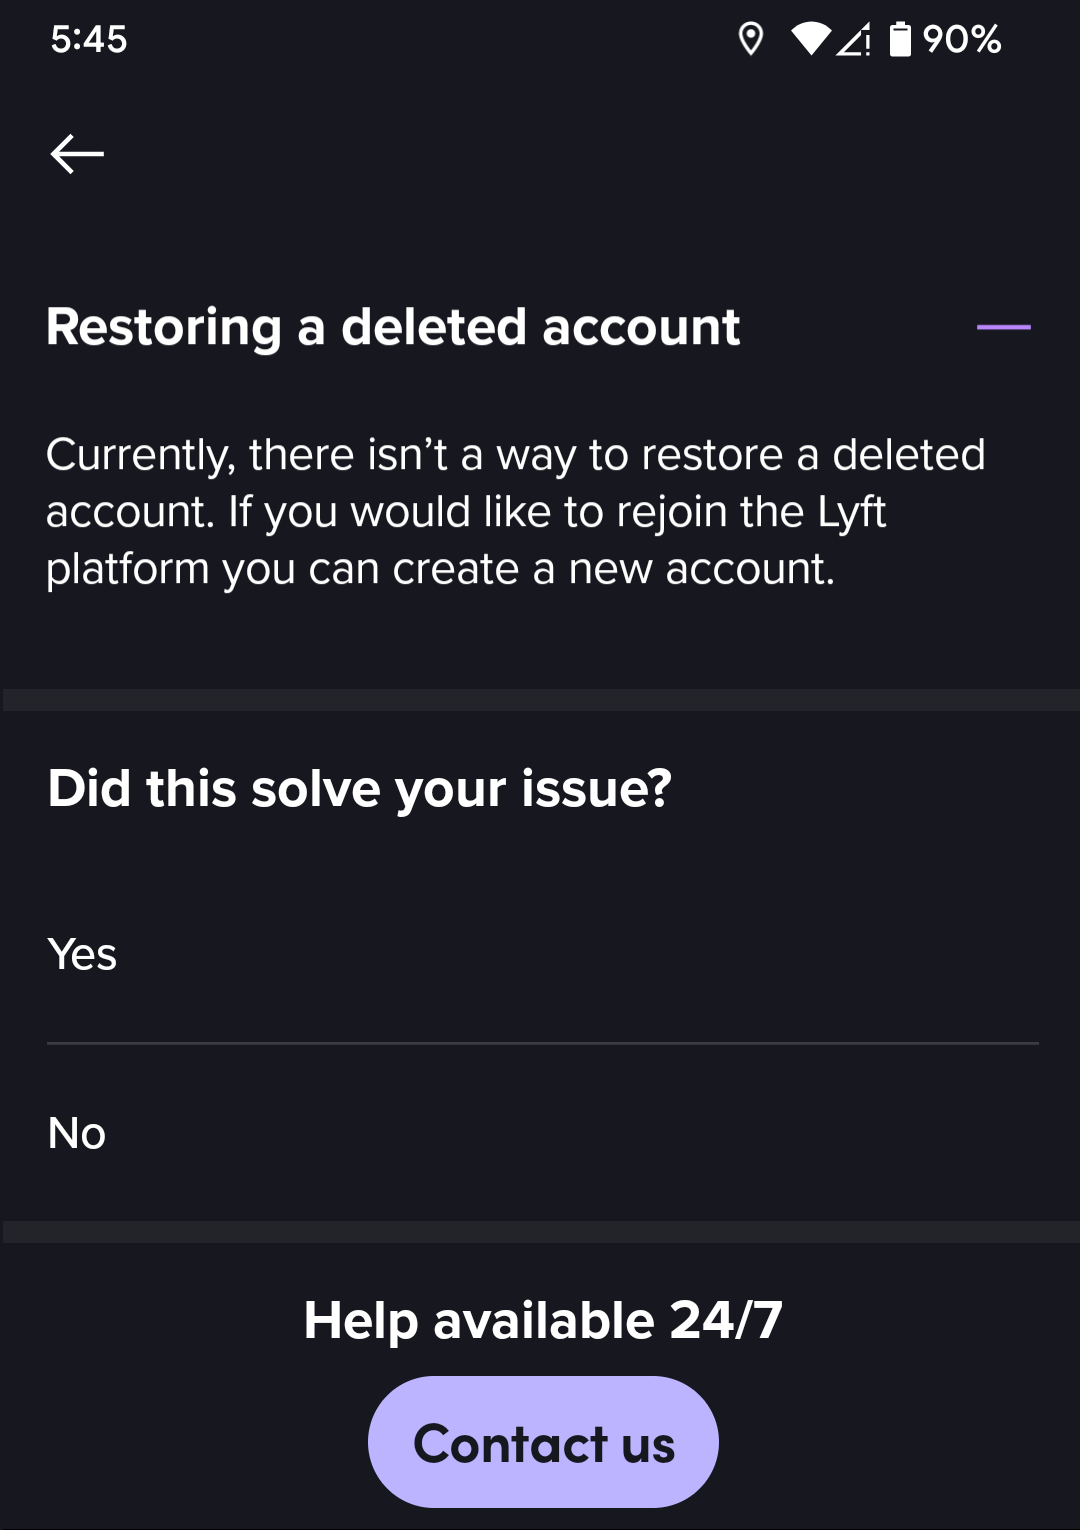 5:45
90%
Restoring a deleted account
Currently, there isn’t a way to restore a deleted
account. If you would like to rejoin the Lyft
platform you can create a new account.
Did this solve your issue?
Yes
No
Help available 24/7
Contact us